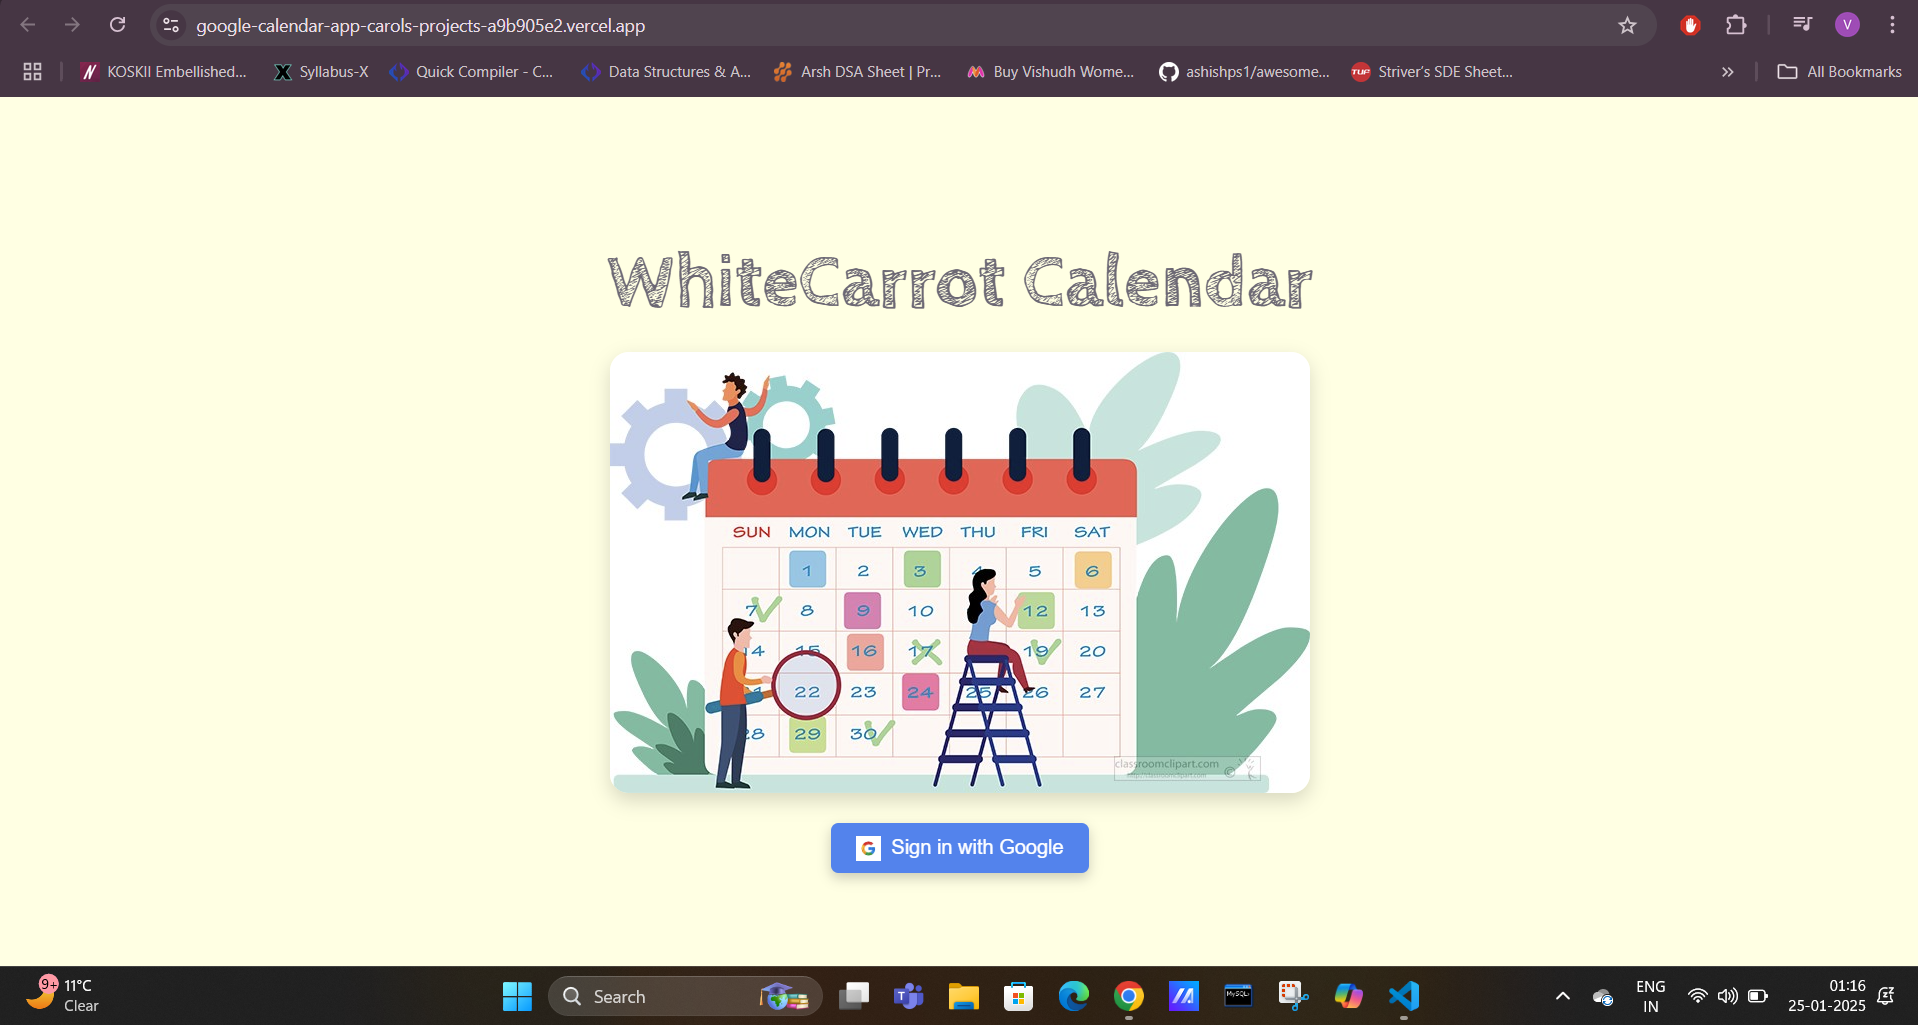 google-calendar-app-carols-projects-a9b905e2.vercel.app
V
KOSKII Embellished...
Syllabus-X
Quick Compiler - C...
Data Structures & A...
Arsh DSA Sheet | Pr...
Buy Vishudh Wome...
ashishps1/awesome...
TUF
Striver's SDE Sheet...
All Bookmarks
WhiteCarrot Calendar
SUN MON TUE WED THU FRI SAT
1 2 3 4 5 6
7 8 9 10 12 13
14 15 16 17 19 20
22 23 24 25 26 27
28 29 30
classroomclipart.com
Sign in with Google
9+
11°C
Clear
Search
MySQL
ENG
IN
01:16
25-01-2025